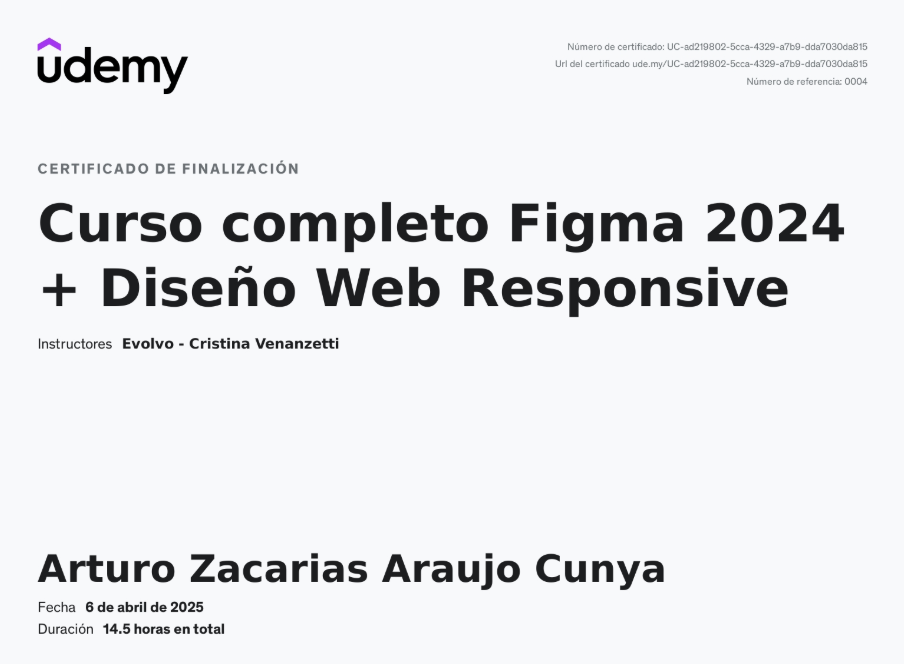 udemy
Número de certificado: UC-ad219802-5cca-4329-a7b9-dda7030da815
Url del certificado ude.my/UC-ad219802-5cca-4329-a7b9-dda7030da815
Número de referencia: 0004
CERTIFICADO DE FINALIZACIÓN
Curso completo Figma 2024
+ Diseño Web Responsive
Instructores Evolvo - Cristina Venanzetti
Arturo Zacarias Araujo Cunya
Fecha 6 de abril de 2025
Duración 14.5 horas en total